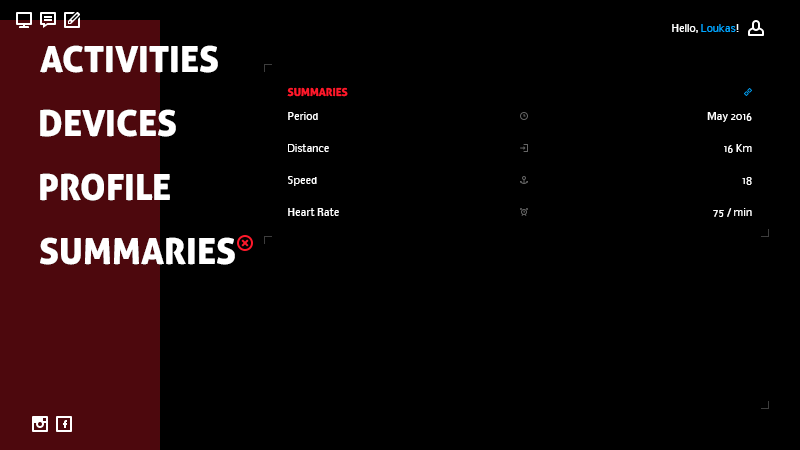 Hello, Loukas!
ACTIVITIES
DEVICES
PROFILE
SUMMARIES
SUMMARIES
Period May 2016
Distance 16 Km
Speed 18
Heart Rate 75 / min